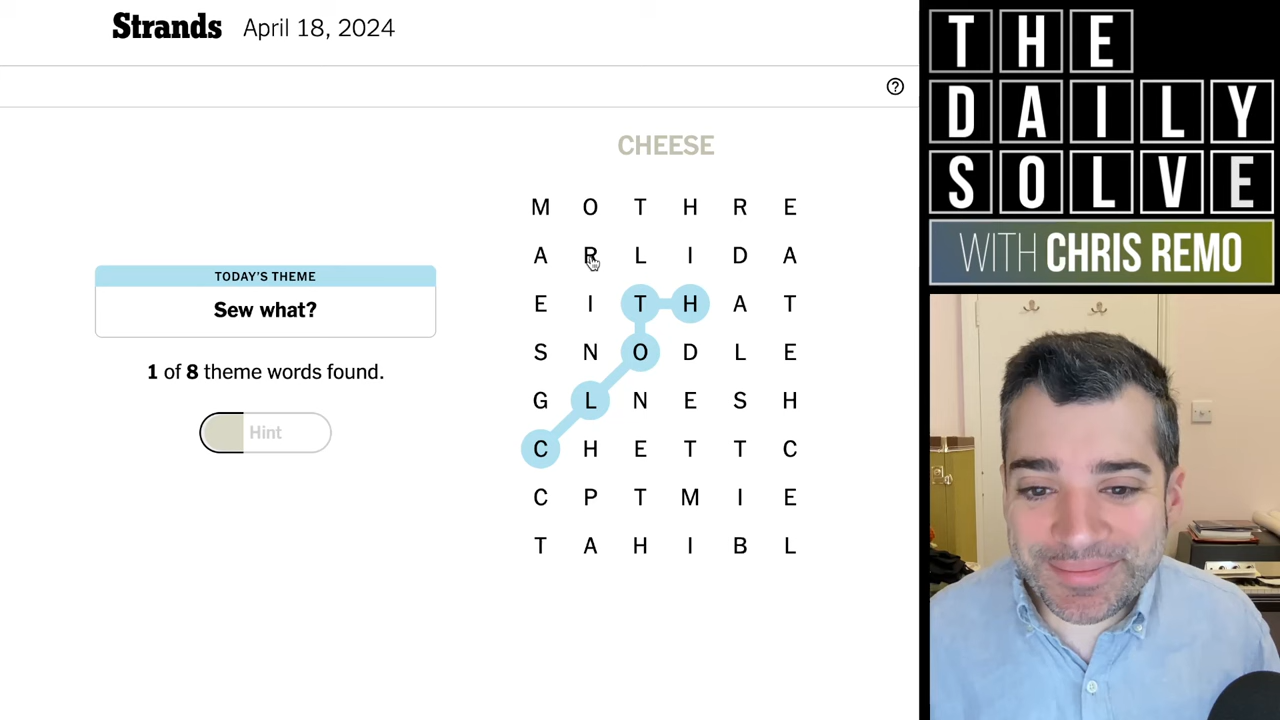 Strands April 18, 2024
THE
DAILY
SOLVE
WITH CHRIS REMO
CHEESE
TODAY'S THEME
Sew what?
1 of 8 theme words found.
Hint
M O T H R E
A R L I D A
E I T H A T
S N O D L E
G L N E S H
C H E T T C
C P T M I E
T A H I B L
?